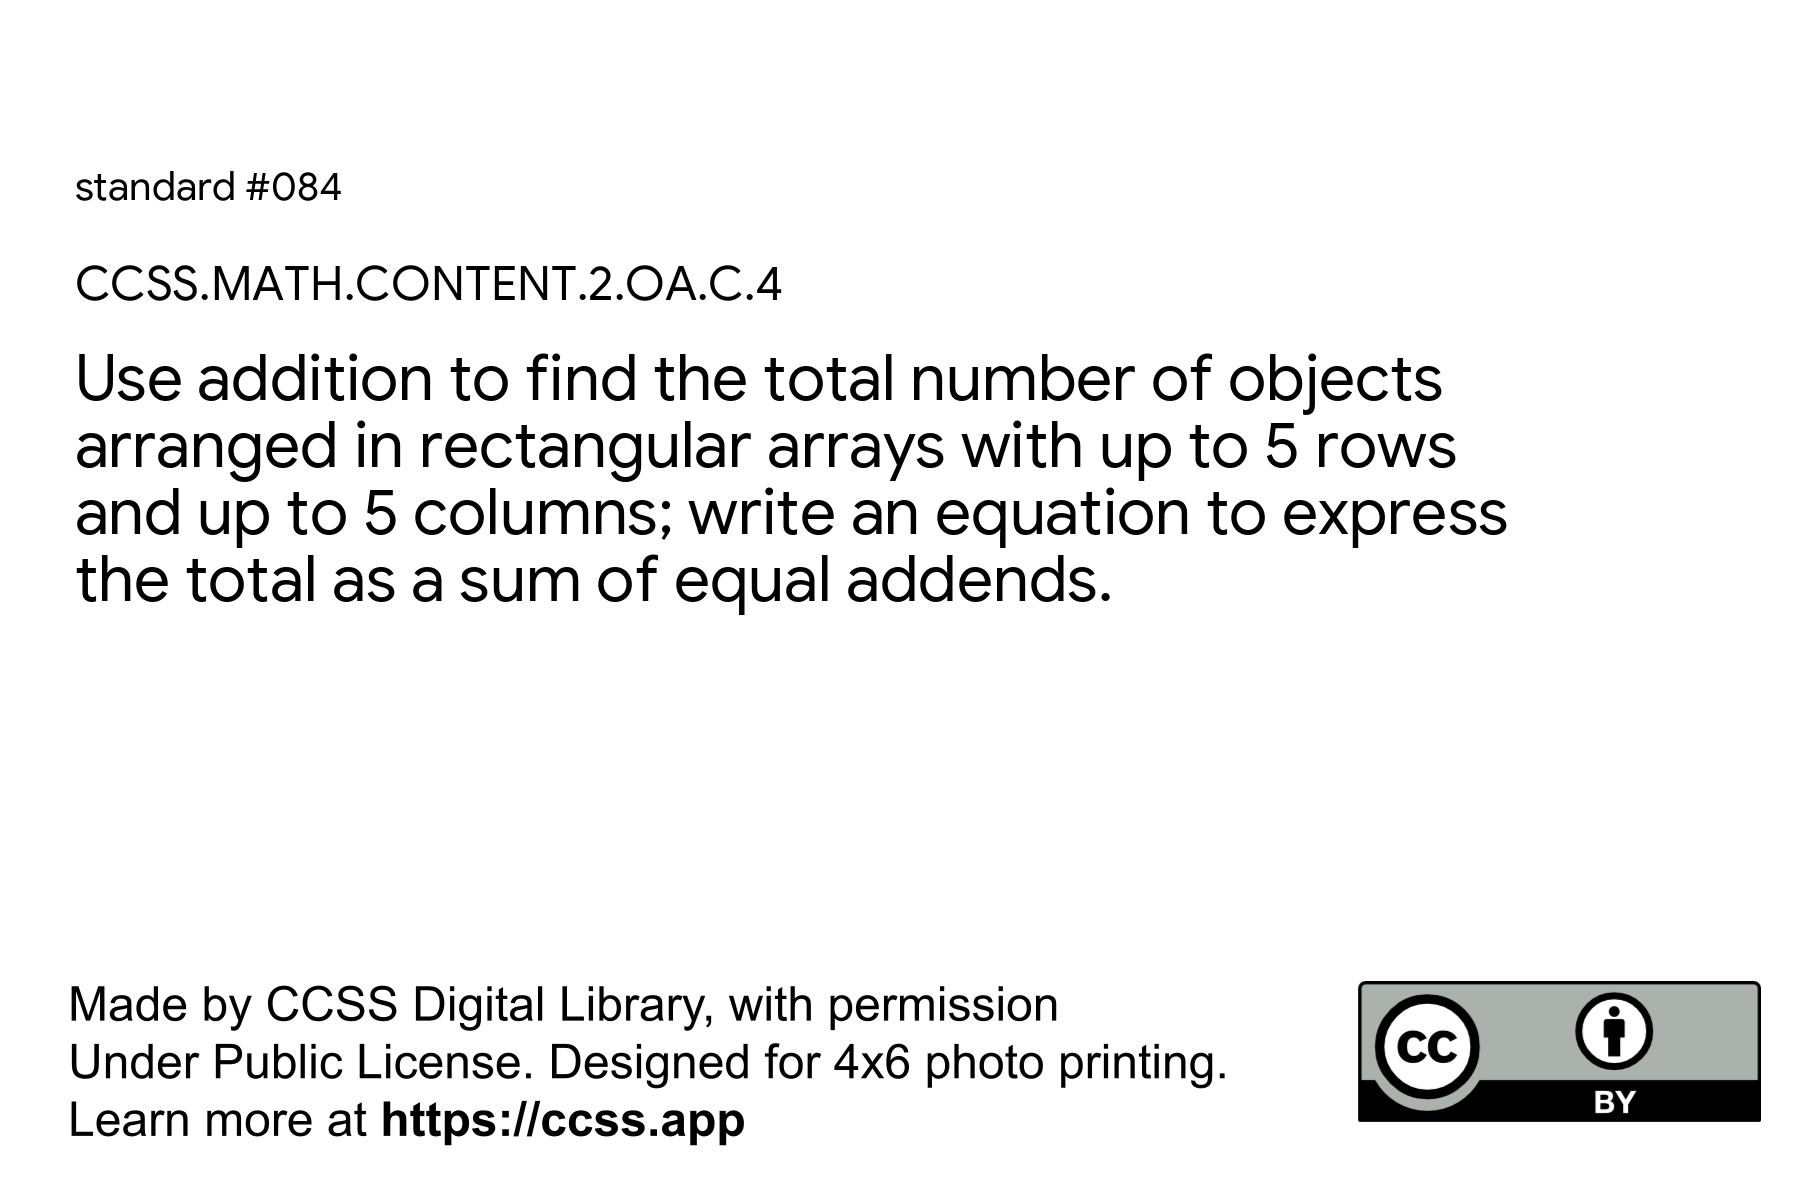 standard #084
CCSS.MATH.CONTENT.2.OA.C.4
Use addition to find the total number of objects
arranged in rectangular arrays with up to 5 rows
and up to 5 columns; write an equation to express
the total as a sum of equal addends.
Made by CCSS Digital Library, with permission
Under Public License. Designed for 4x6 photo printing.
Learn more at https://ccss.app
CC
BY